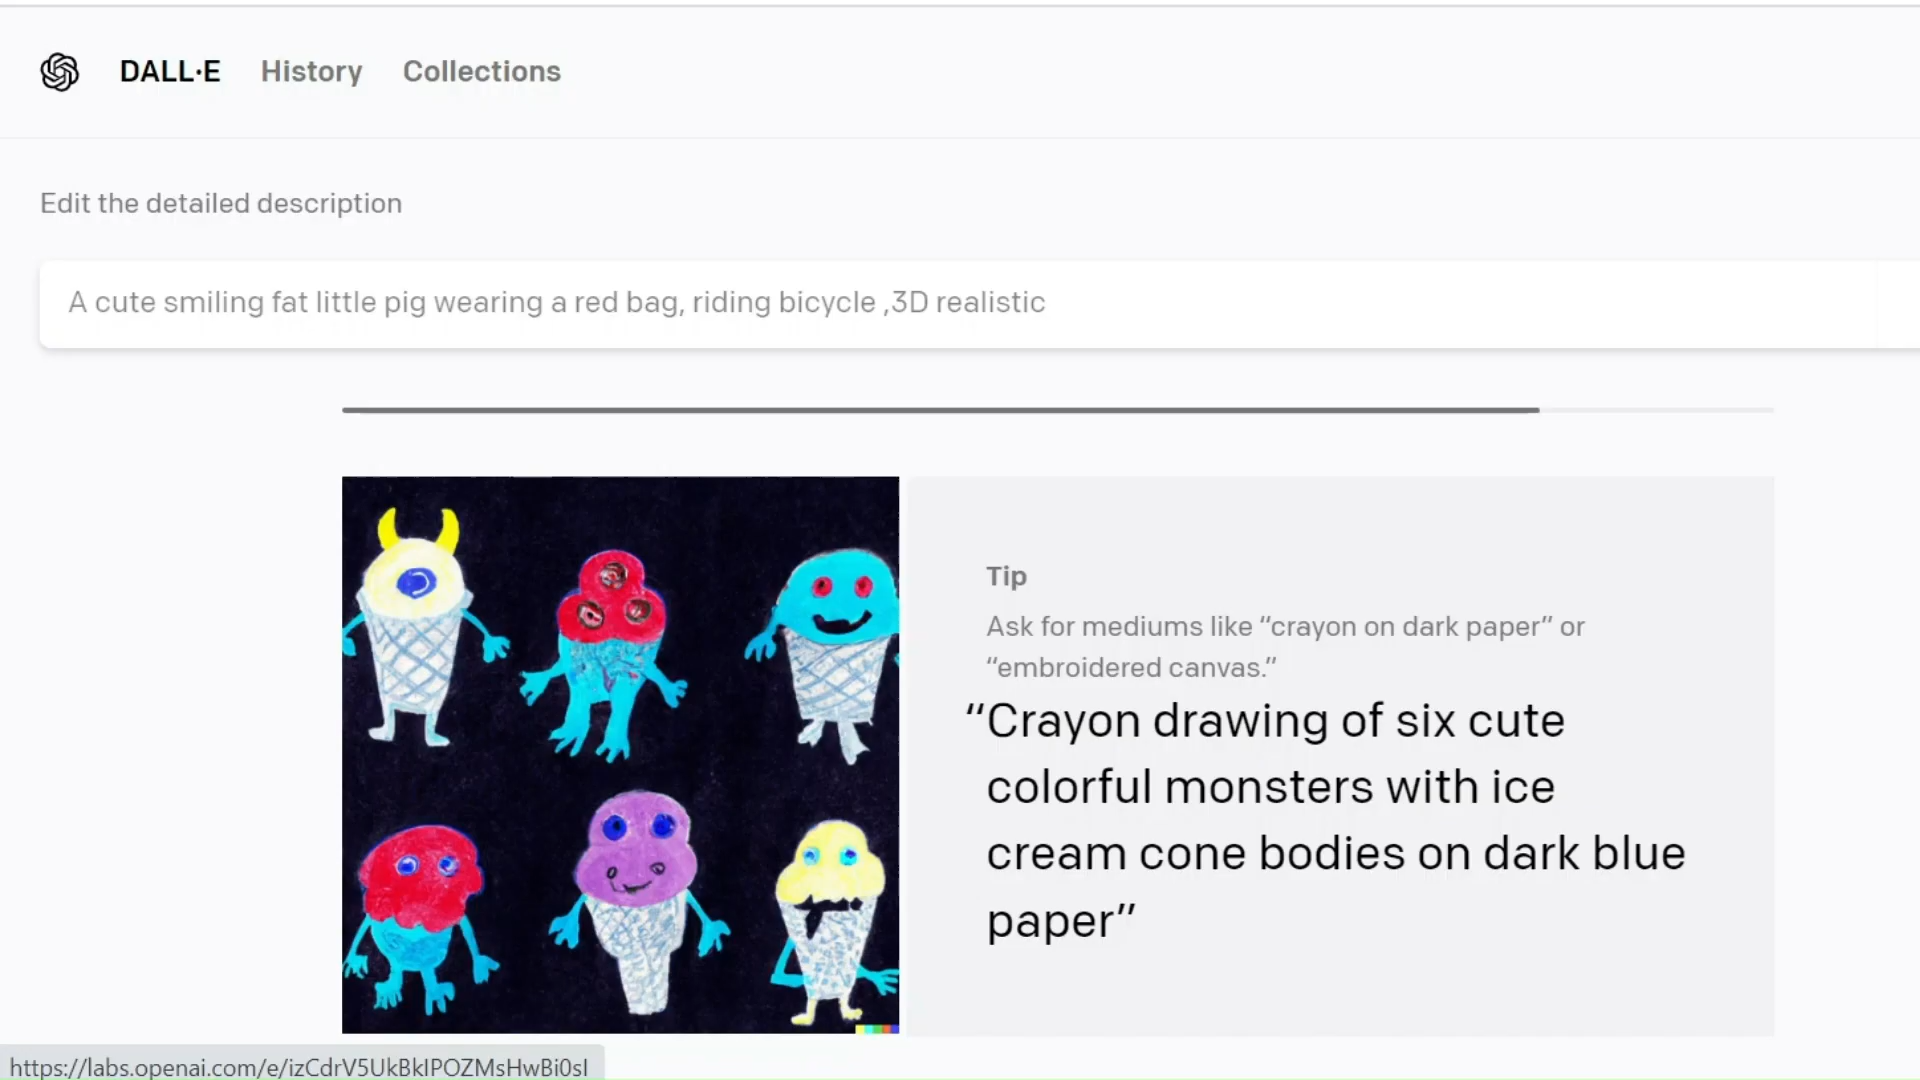 DALL·E History Collections
Edit the detailed description
A cute smiling fat little pig wearing a red bag, riding bicycle ,3D realistic
Tip
Ask for mediums like “crayon on dark paper” or
“embroidered canvas.”
“Crayon drawing of six cute
colorful monsters with ice
cream cone bodies on dark blue
paper”
https://labs.openai.com/e/izCdrV5UkBkIPOZMsHwBi0sI